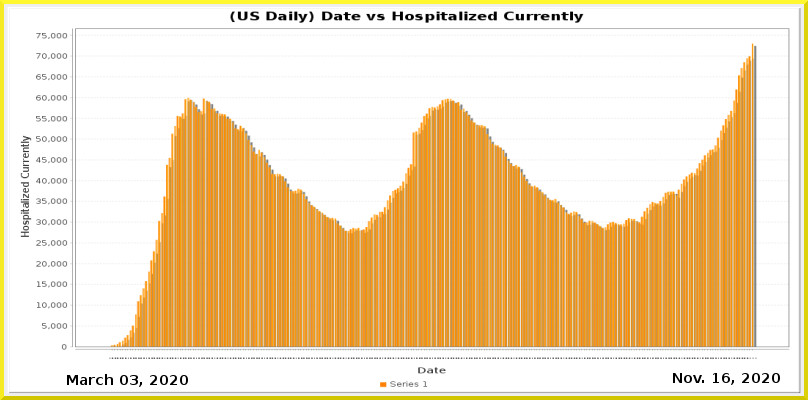 (US Daily) Date vs Hospitalized Currently
Hospitalized Currently
75,000
70,000
65,000
60,000
55,000
50,000
45,000
40,000
35,000
30,000
25,000
20,000
15,000
10,000
5,000
0
Date
March 03, 2020
Nov. 16, 2020
Series 1